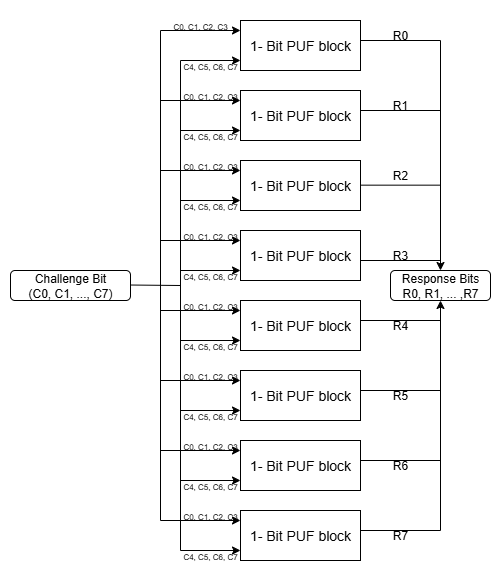 C0, C1, C2, C3
1- Bit PUF block
R0
C4, C5, C6, C7
C0, C1, C2, C3
1- Bit PUF block
R1
C4, C5, C6, C7
C0, C1, C2, C3
1- Bit PUF block
R2
C4, C5, C6, C7
C0, C1, C2, C3
1- Bit PUF block
R3
C4, C5, C6, C7
Challenge Bit
(C0, C1, ..., C7)
Response Bits
R0, R1, ... ,R7
C0, C1, C2, C3
1- Bit PUF block
R4
C4, C5, C6, C7
C0, C1, C2, C3
1- Bit PUF block
R5
C4, C5, C6, C7
C0, C1, C2, C3
1- Bit PUF block
R6
C4, C5, C6, C7
C0, C1, C2, C3
1- Bit PUF block
R7
C4, C5, C6, C7